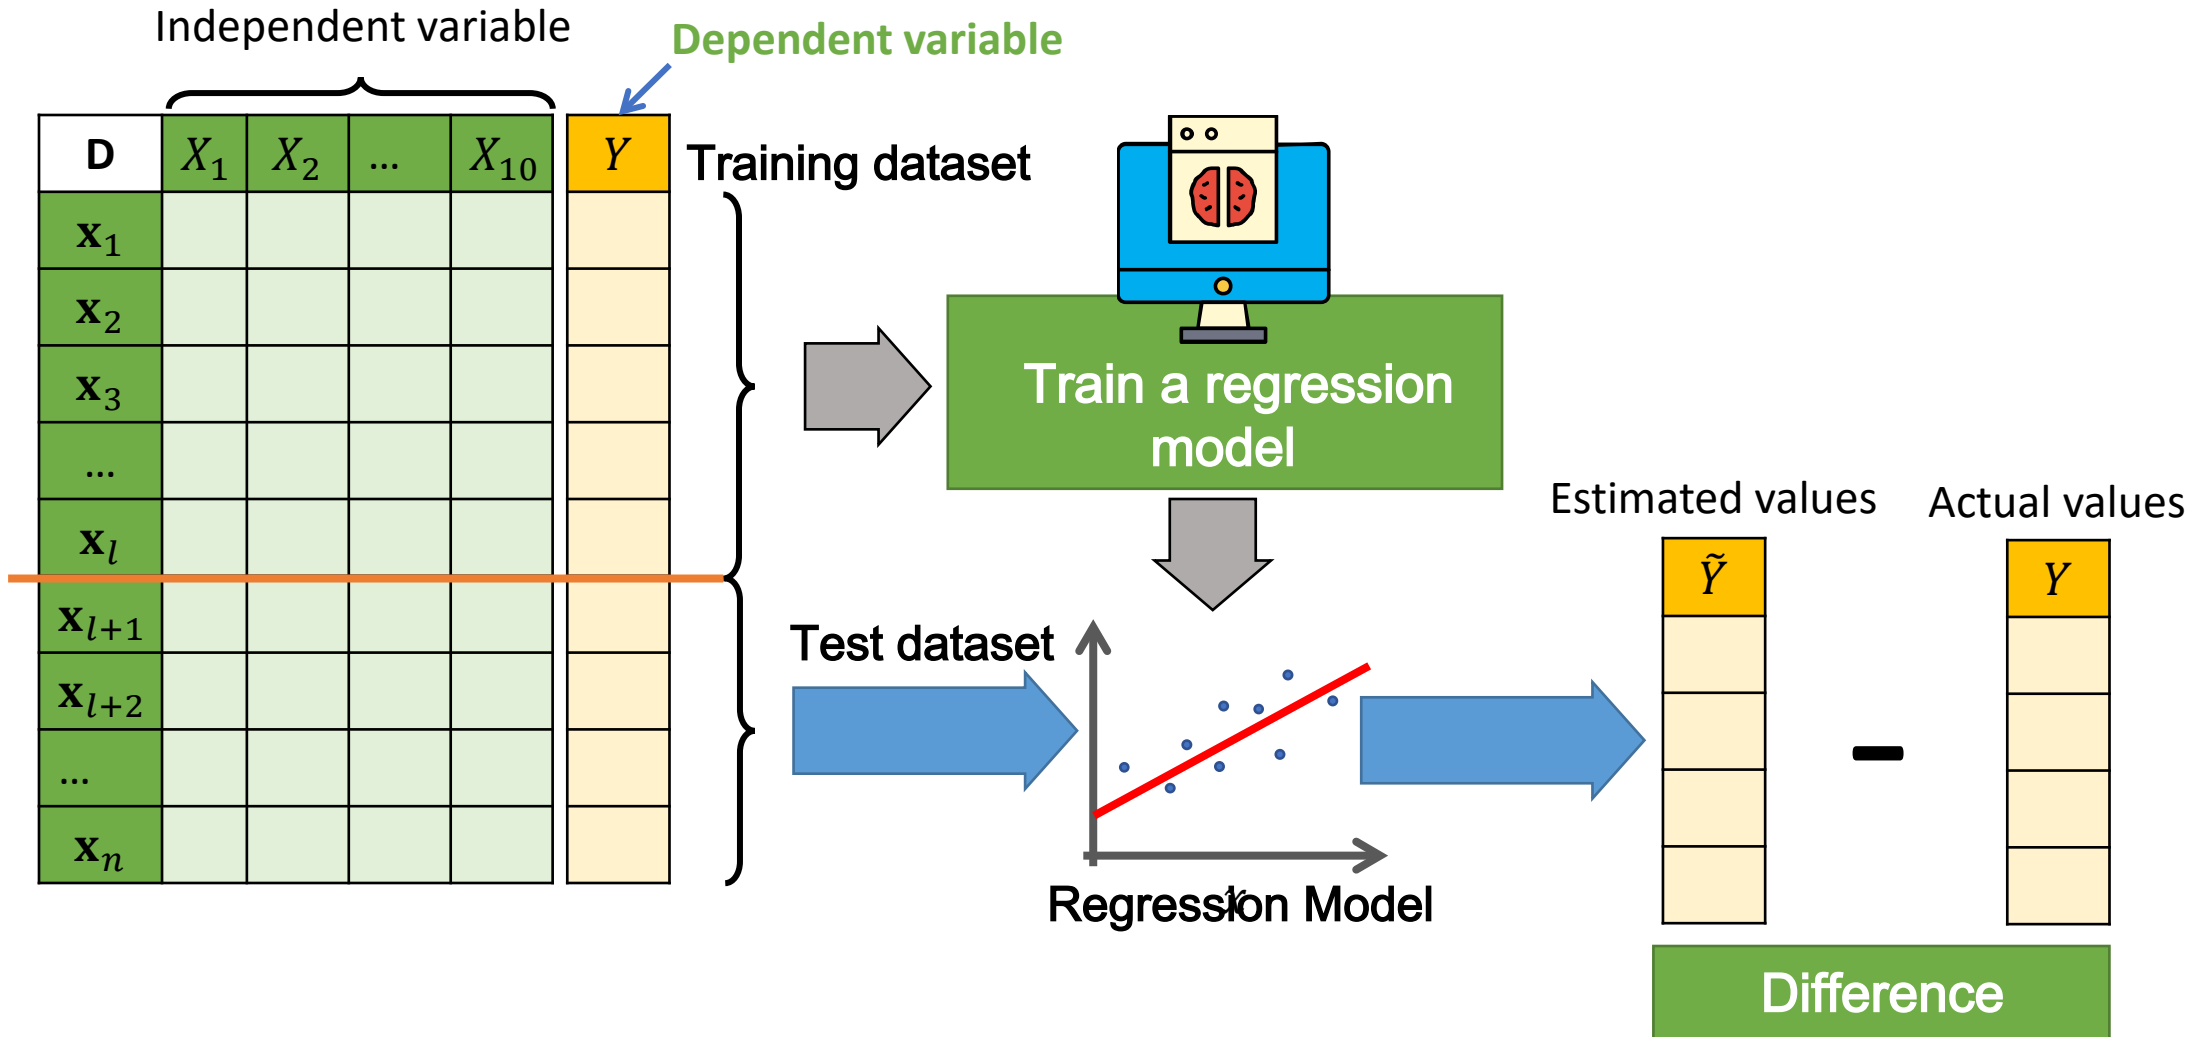 Independent variable
Dependent variable
D X₁ X₂ ... X₁₀ Y
Training dataset
x₁
x₂
x₃
...
xₗ
xₗ₊₁
xₗ₊₂
...
xₙ
Train a regression
model
Test dataset
x
Regression Model
Estimated values
Actual values
Ỹ
Y
Difference